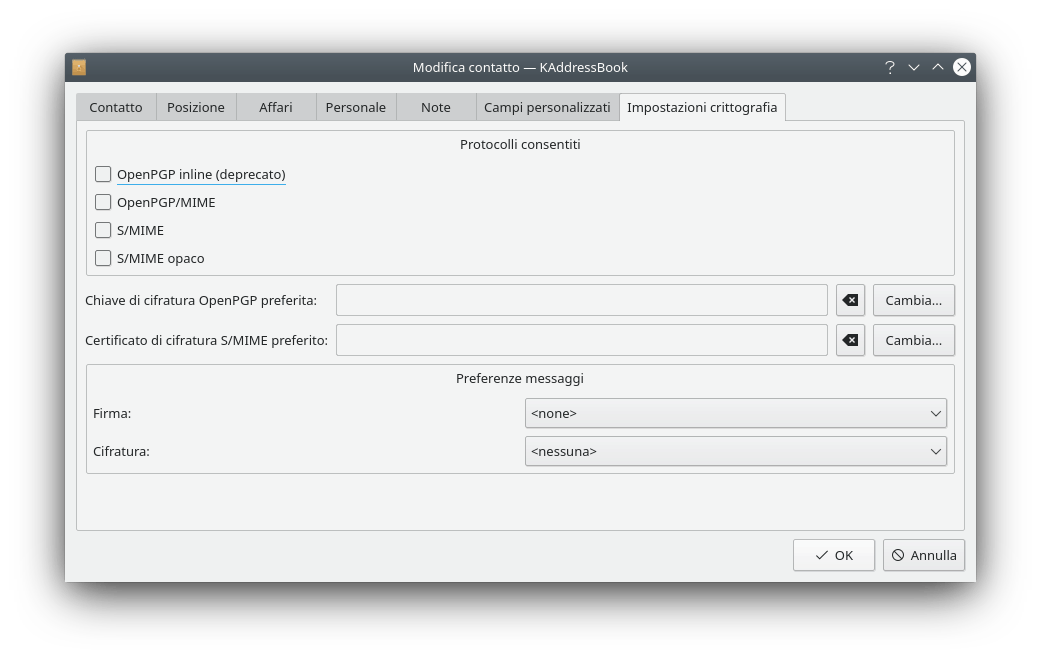 Modifica contatto — KAddressBook
Contatto Posizione Affari Personale Note Campi personalizzati Impostazioni crittografia
Protocolli consentiti
OpenPGP inline (deprecato)
OpenPGP/MIME
S/MIME
S/MIME opaco
Chiave di cifratura OpenPGP preferita: Cambia...
Certificato di cifratura S/MIME preferito: Cambia...
Preferenze messaggi
Firma: <none>
Cifratura: <nessuna>
OK Annulla